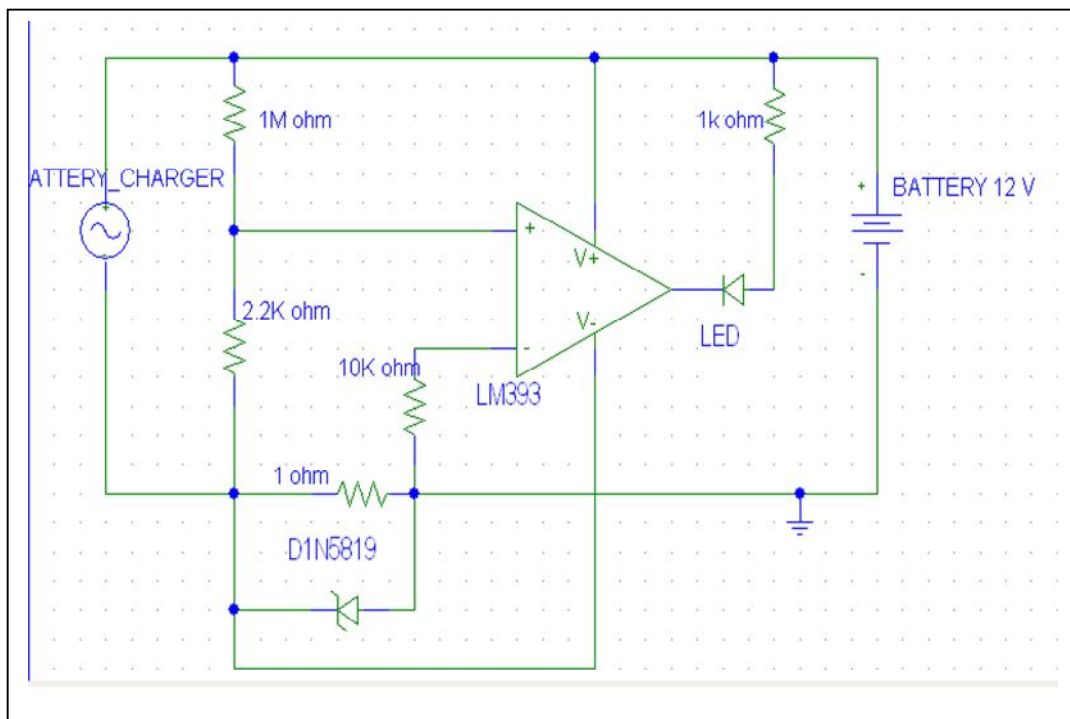 1M ohm
1k ohm
ATTERY_CHARGER
BATTERY 12 V
+
-
+
+
V+
2.2K ohm
V-
LED
10K ohm
-
LM393
1 ohm
D1N5819